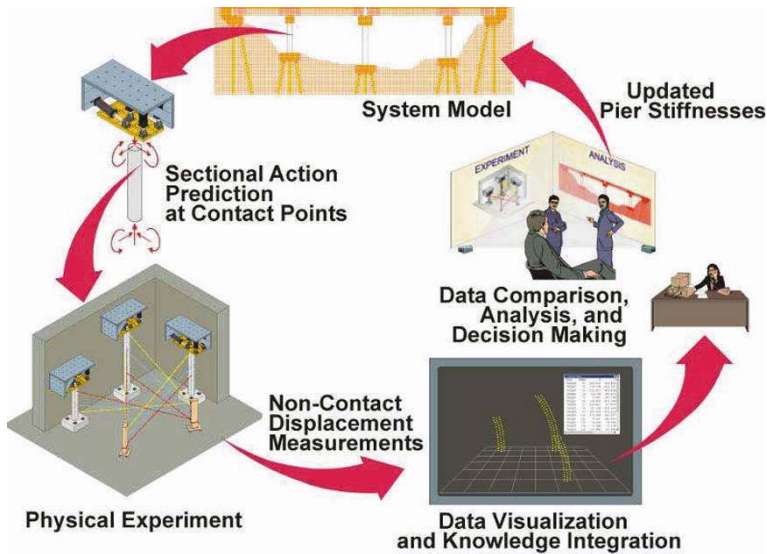 System Model
Updated
Pier Stiffnesses
EXPERIMENT
ANALYSIS
Sectional Action
Prediction
at Contact Points
Data Comparison,
Analysis, and
Decision Making
Non-Contact
Displacement
Measurements
Physical Experiment
Data Visualization
and Knowledge Integration